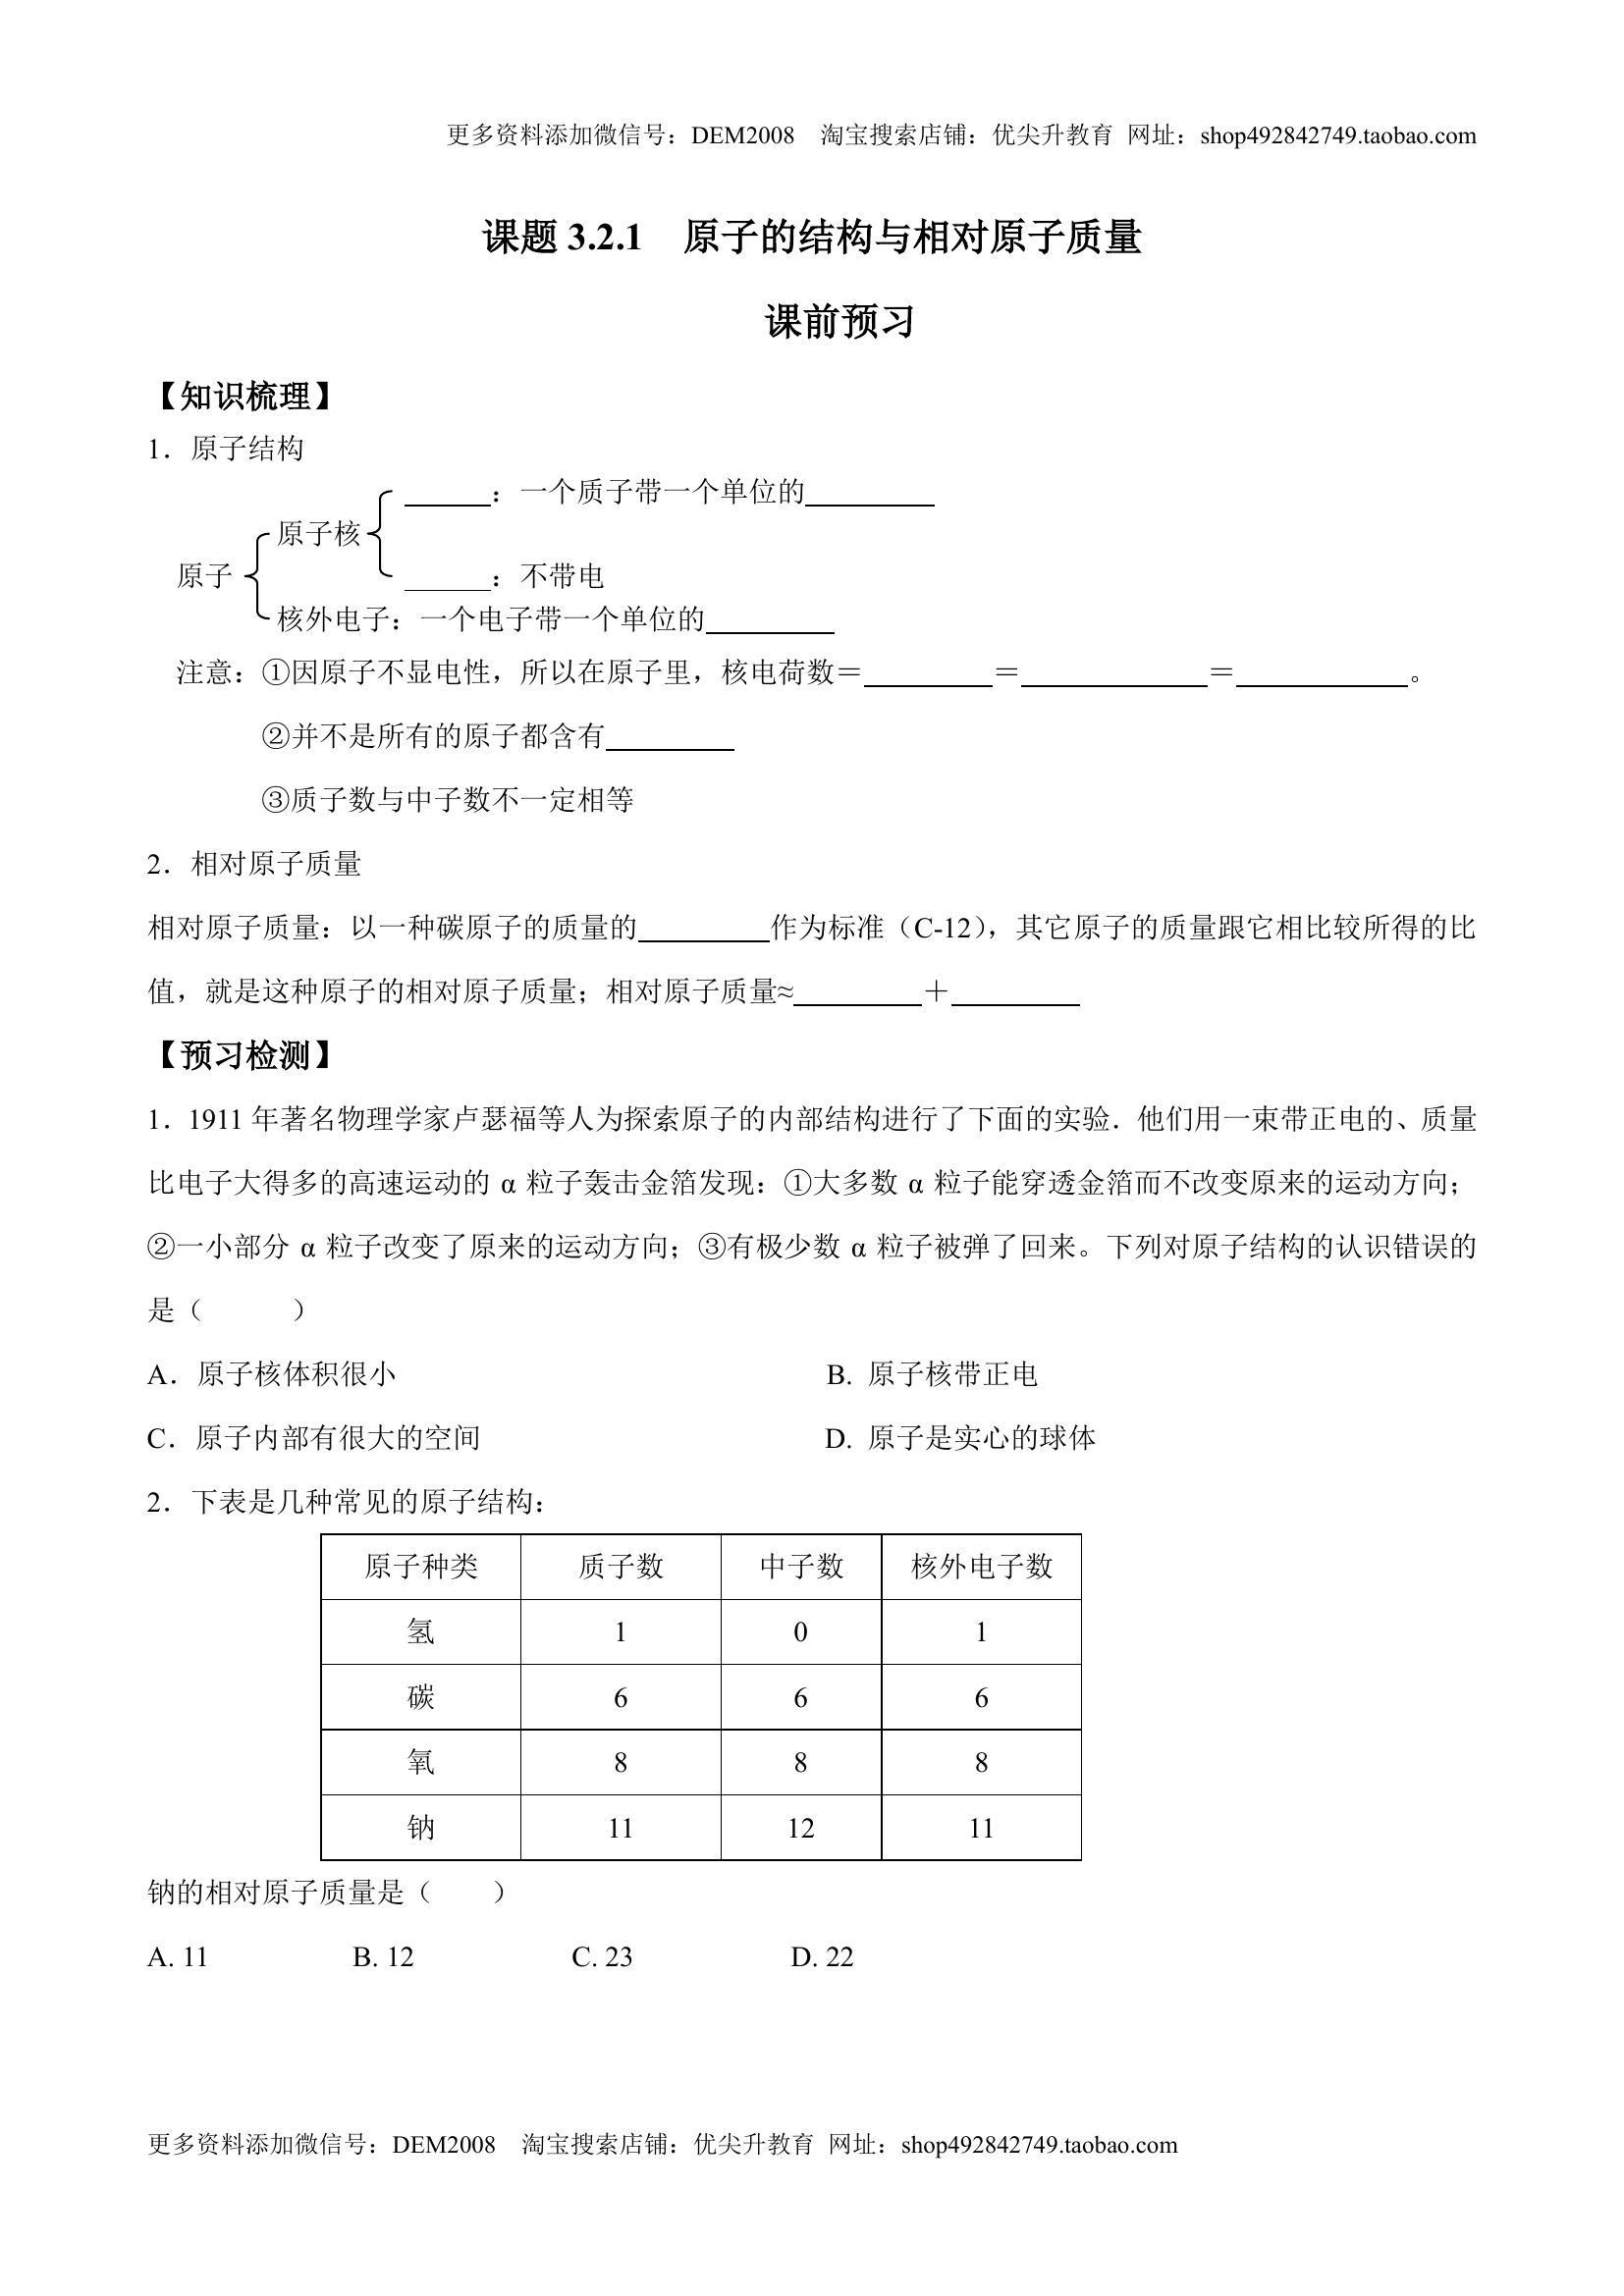 更多资料添加微信号：DEM2008 淘宝搜索店铺：优尖升教育 网址：shop492842749.taobao.com
课题 3.2.1 原子的结构与相对原子质量
课前预习
【知识梳理】
1．原子结构
______：一个质子带一个单位的_________
原子核
原子
______：不带电
核外电子：一个电子带一个单位的_________
注意：①因原子不显电性，所以在原子里，核电荷数＝_________＝_____________＝____________。
②并不是所有的原子都含有_________
③质子数与中子数不一定相等
2．相对原子质量
相对原子质量：以一种碳原子的质量的_________作为标准（C-12），其它原子的质量跟它相比较所得的比
值，就是这种原子的相对原子质量；相对原子质量≈_________＋_________
【预习检测】
1．1911 年著名物理学家卢瑟福等人为探索原子的内部结构进行了下面的实验．他们用一束带正电的、质量
比电子大得多的高速运动的 α 粒子轰击金箔发现：①大多数 α 粒子能穿透金箔而不改变原来的运动方向；
②一小部分 α 粒子改变了原来的运动方向；③有极少数 α 粒子被弹了回来。下列对原子结构的认识错误的
是（ ）
A．原子核体积很小 B. 原子核带正电
C．原子内部有很大的空间 D. 原子是实心的球体
2．下表是几种常见的原子结构：
原子种类 质子数 中子数 核外电子数
氢 1 0 1
碳 6 6 6
氧 8 8 8
钠 11 12 11
钠的相对原子质量是（ ）
A. 11 B. 12 C. 23 D. 22
更多资料添加微信号：DEM2008 淘宝搜索店铺：优尖升教育 网址：shop492842749.taobao.com